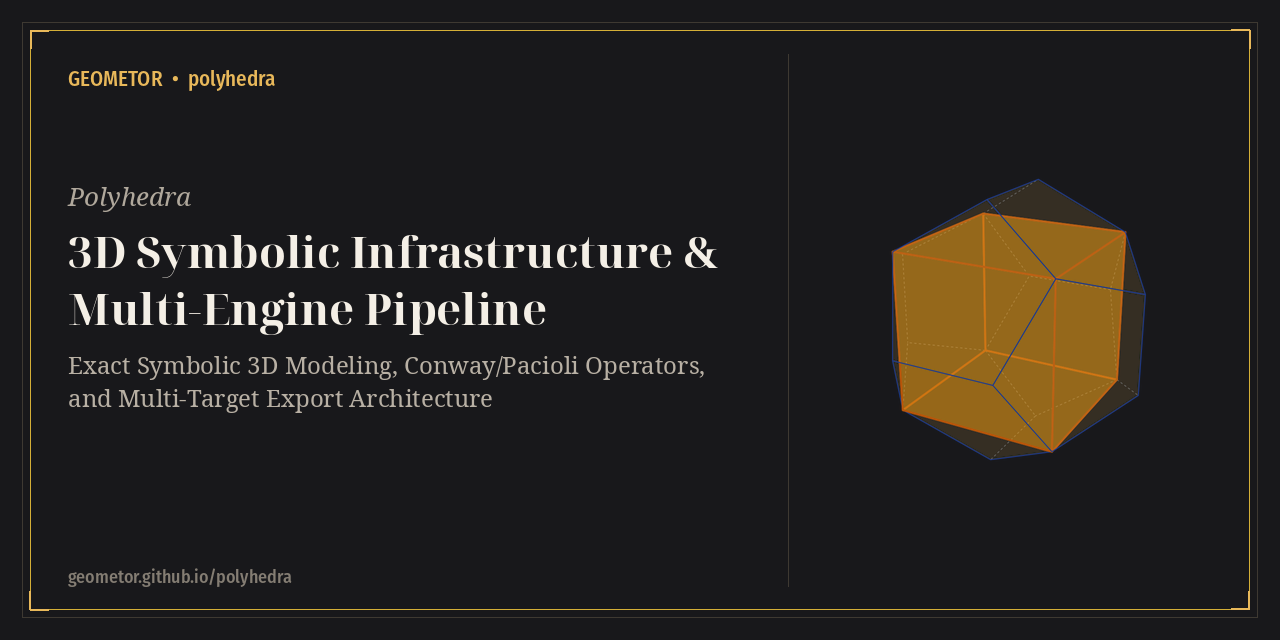 GEOMETOR • polyhedra
Polyhedra
3D Symbolic Infrastructure &
Multi-Engine Pipeline
Exact Symbolic 3D Modeling, Conway/Pacioli Operators,
and Multi-Target Export Architecture
geometor.github.io/polyhedra